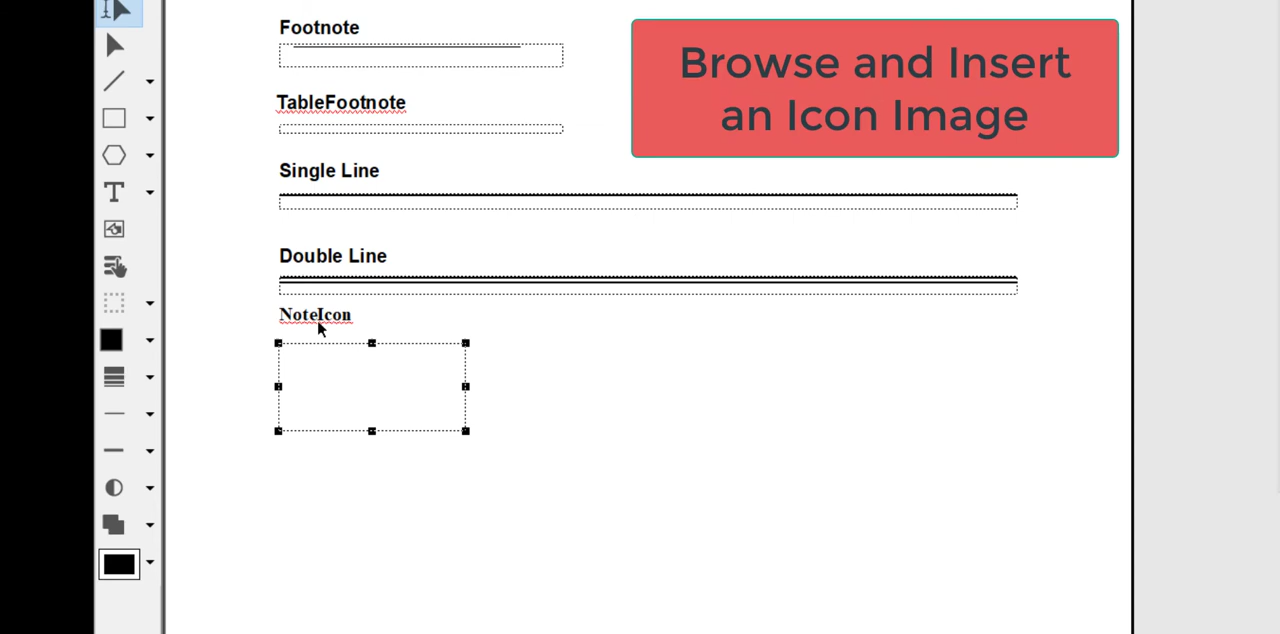 Footnote
Browse and Insert
an Icon Image
TableFootnote
Single Line
Double Line
NoteIcon